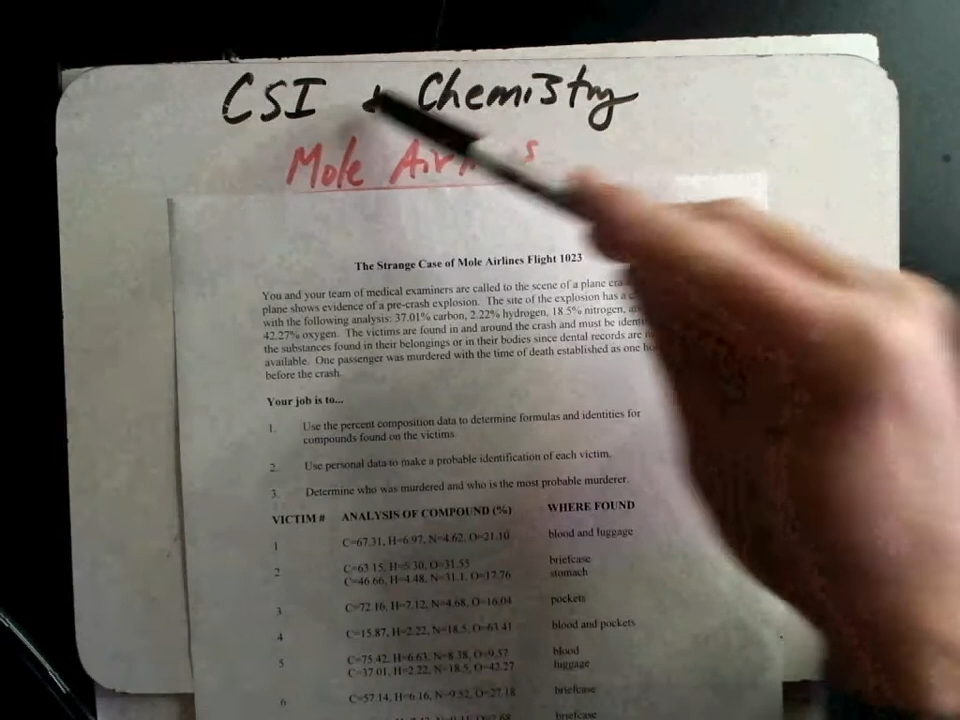 CSI & Chemistry
Mole Airlines
The Strange Case of Mole Airlines Flight 1023
You and your team of medical examiners are called to the scene of a plane
plane shows evidence of a pre-crash explosion. The site of the explosion has a
with the following analysis: 37.01% carbon, 2.22% hydrogen, 18.5% nitrogen,
42.27% oxygen. The victims are found in and around the crash and must be
the substances found in their belongings or in their bodies since dental records are
available. One passenger was murdered with the time of death established as one
before the crash.
Your job is to...
1. Use the percent composition data to determine formulas and identities for
compounds found on the victims
2. Use personal data to make a probable identification of each victim.
3. Determine who was murdered and who is the most probable murderer.
VICTIM # ANALYSIS OF COMPOUND (%) WHERE FOUND
1 C=67.31, H=6.97, N=4.62, O=21.10 blood and luggage
2 C=63.15, H=5.30, O=31.55 briefcase
C=46.66, H=4.48, N=31.1, O=17.76 stomach
3 C=72.16, H=7.12, N=4.68, O=16.04 pockets
4 C=15.87, H=2.22, N=18.5, O=63.41 blood and pockets
5 C=75.42, H=6.63, N=8.38, O=9.57 blood
C=37.01, H=2.22, N=18.5, O=42.27 luggage
6 C=57.14, H=6.16, N=9.52, O=27.18 briefcase
briefcase